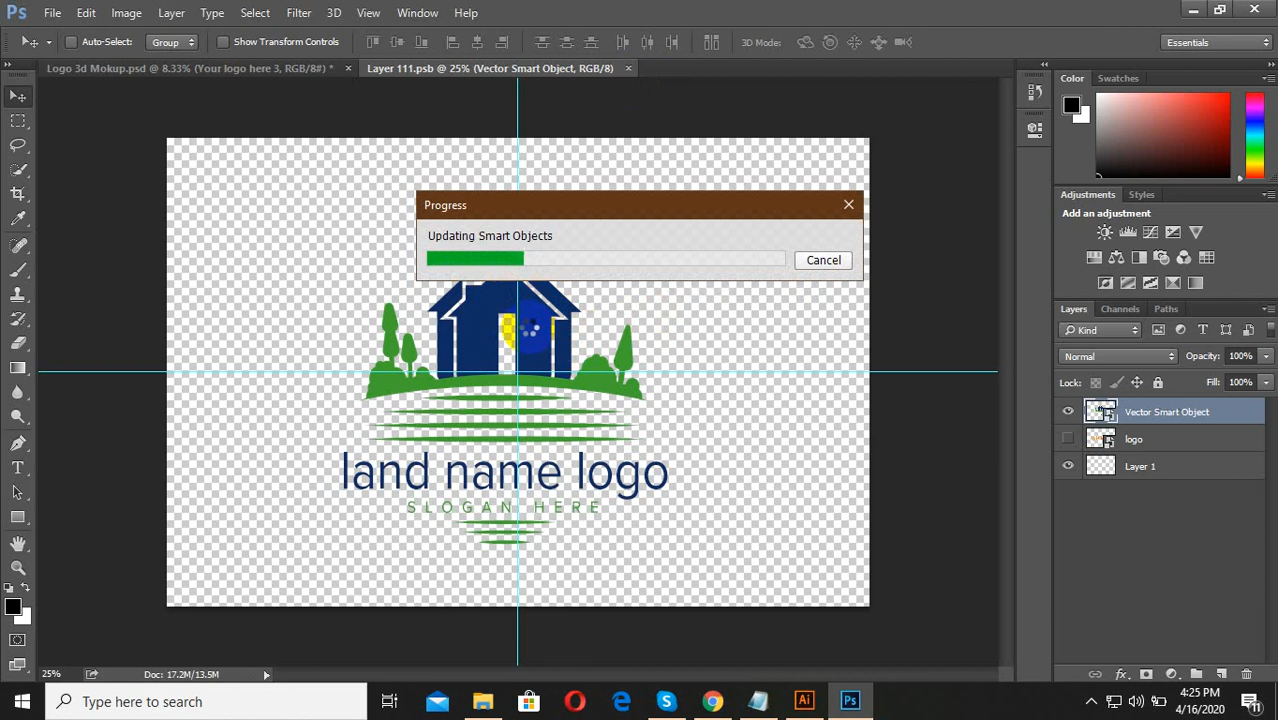 Ps File Edit Image Layer Type Select Filter 3D View Window Help
Auto-Select: Group Show Transform Controls 3D Mode: Essentials
Logo 3d Mokup.psd @ 8.33% (Your logo here 3, RGB/8#) * × Layer 111.psb @ 25% (Vector Smart Object, RGB/8) ×
Color Swatches
Progress
Updating Smart Objects
Cancel
Adjustments Styles
Add an adjustment
Layers Channels Paths
Kind
Normal Opacity: 100%
Lock: Fill: 100%
Vector Smart Object
logo
Layer 1
land name logo
SLOGAN HERE
25% Doc: 17.2M/13.5M
Type here to search
Ai Ps
4:25 PM
4/16/2020
11